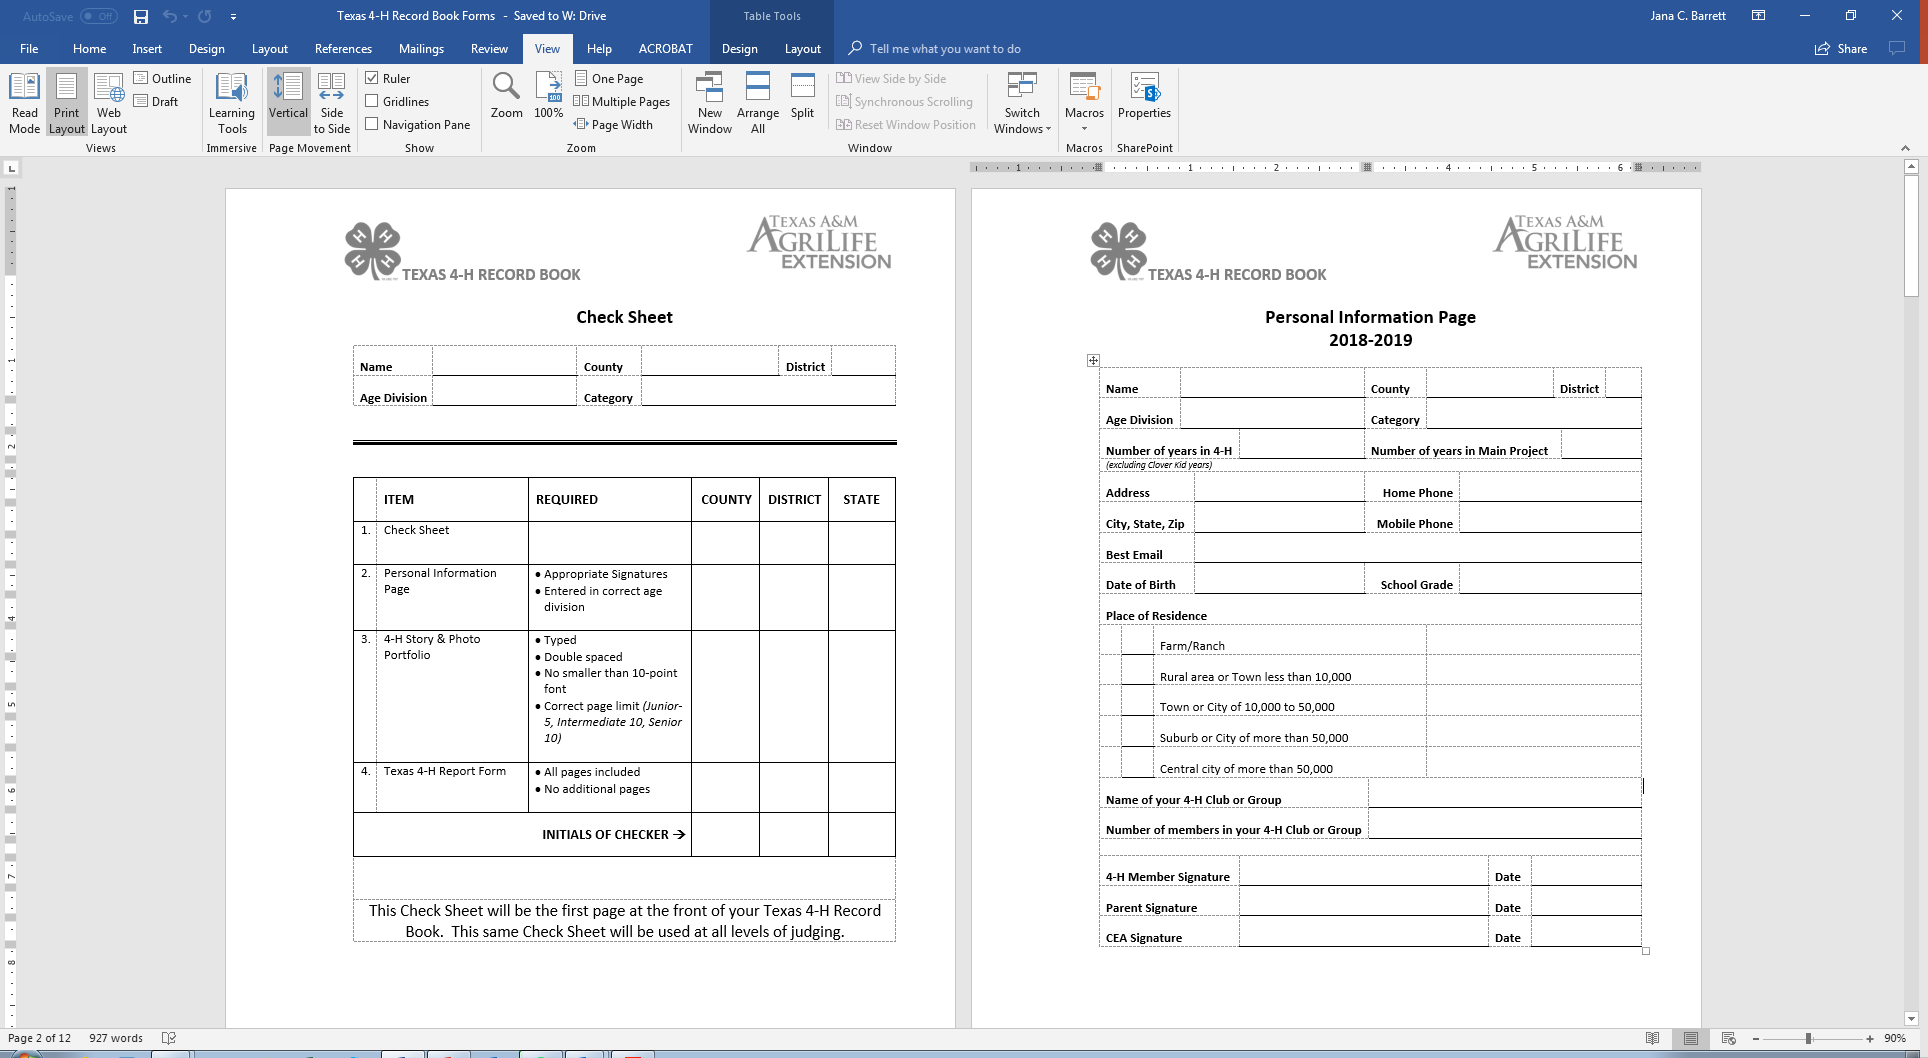 AutoSave Off Texas 4-H Record Book Forms - Saved to W: Drive Table Tools Jana C. Barrett
File Home Insert Design Layout References Mailings Review View Help ACROBAT Design Layout Tell me what you want to do Share
Read Mode
Print Layout
Web Layout
Outline
Draft
Views
Learning Tools
Immersive
Vertical
Side to Side
Page Movement
Ruler
Gridlines
Navigation Pane
Show
Zoom
100
100%
One Page
Multiple Pages
Page Width
Zoom
New Window
Arrange All
Split
View Side by Side
Synchronous Scrolling
Reset Window Position
Switch Windows
Window
Macros
Macros
S
Properties
SharePoint
L
1 1 2 4 5 6
1
1
2
4
5
6
7
8
H H H H
TEXAS 4-H RECORD BOOK
TEXAS A&M
AGRILIFE
EXTENSION
Check Sheet
Name County District
Age Division Category
ITEM REQUIRED COUNTY DISTRICT STATE
1. Check Sheet
2. Personal Information
Page
• Appropriate Signatures
• Entered in correct age
division
3. 4-H Story & Photo
Portfolio
• Typed
• Double spaced
• No smaller than 10-point
font
• Correct page limit (Junior-
5, Intermediate 10, Senior
10)
4. Texas 4-H Report Form
• All pages included
• No additional pages
INITIALS OF CHECKER →
This Check Sheet will be the first page at the front of your Texas 4-H Record
Book. This same Check Sheet will be used at all levels of judging.
H H H H
TEXAS 4-H RECORD BOOK
TEXAS A&M
AGRILIFE
EXTENSION
Personal Information Page
2018-2019
Name County District
Age Division Category
Number of years in 4-H Number of years in Main Project
(excluding Clover Kid years)
Address Home Phone
City, State, Zip Mobile Phone
Best Email
Date of Birth School Grade
Place of Residence
Farm/Ranch
Rural area or Town less than 10,000
Town or City of 10,000 to 50,000
Suburb or City of more than 50,000
Central city of more than 50,000
Name of your 4-H Club or Group
Number of members in your 4-H Club or Group
4-H Member Signature Date
Parent Signature Date
CEA Signature Date
Page 2 of 12 927 words 90%